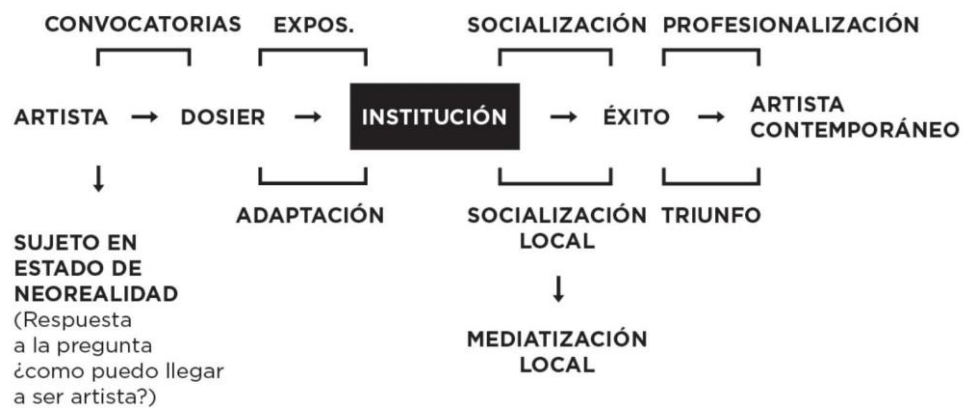 CONVOCATORIAS EXPOS. SOCIALIZACIÓN PROFESIONALIZACIÓN
ARTISTA → DOSIER → INSTITUCIÓN → ÉXITO → ARTISTA
CONTEMPORÁNEO
ADAPTACIÓN SOCIALIZACIÓN TRIUNFO
LOCAL
SUJETO EN
ESTADO DE
NEOREALIDAD
(Respuesta
a la pregunta
¿como puedo llegar
a ser artista?)
MEDIATIZACIÓN
LOCAL